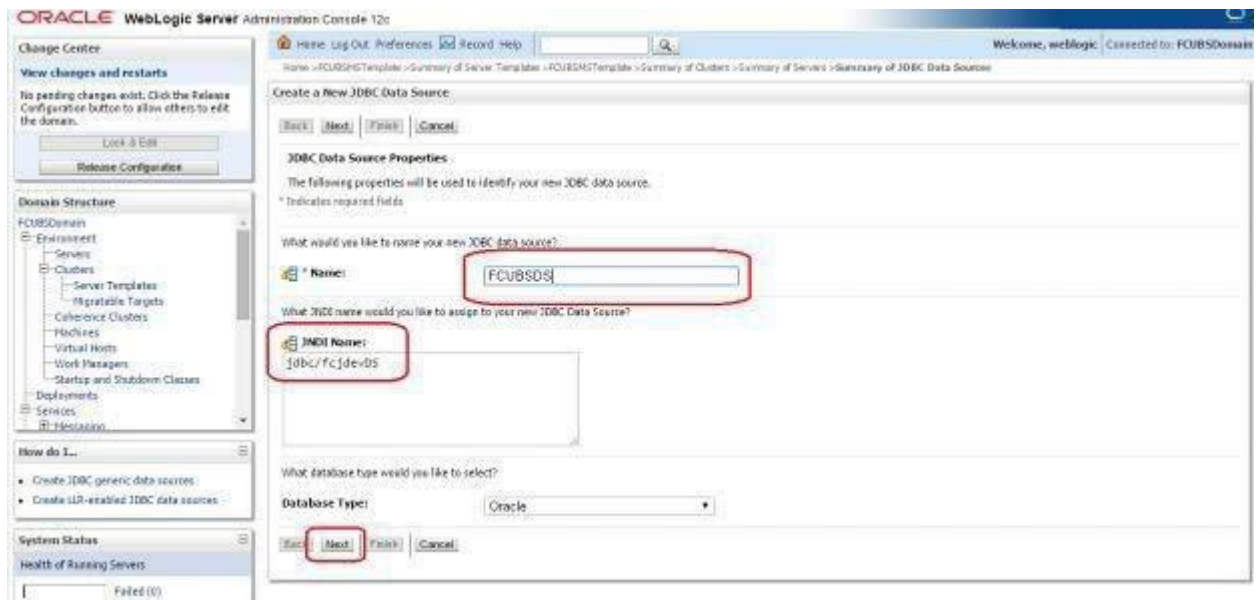 ORACLE WebLogic Server Administration Console 12c
Change Center
View changes and restarts
No pending changes exist. Click the Release
Configuration button to allow others to edit
the domain.
Lock & Edit
Release Configuration
Domain Structure
FCUBSDomain
Environment
Servers
Clusters
Server Templates
Migratable Targets
Coherence Clusters
Machines
Virtual Hosts
Work Managers
Startup and Shutdown Classes
Deployments
Services
Messaging
How do I...
Create JDBC generic data sources
Create LLR-enabled JDBC data sources
System Status
Health of Running Servers
Failed (0)
Home Log Out Preferences Record Help
Welcome, weblogic Connected to: FCUBSDomain
Home >FCUBSMSTemplate >Summary of Server Templates >FCUBSMSTemplate >Summary of Clusters >Summary of Servers >Summary of JDBC Data Sources
Create a New JDBC Data Source
Back Next Finish Cancel
JDBC Data Source Properties
The following properties will be used to identify your new JDBC data source.
* Indicates required fields
What would you like to name your new JDBC data source?
* Name: FCUBSDS
What JNDI name would you like to assign to your new JDBC Data Source?
JNDI Name:
jdbc/fcjdevDS
What database type would you like to select?
Database Type: Oracle
Back Next Finish Cancel